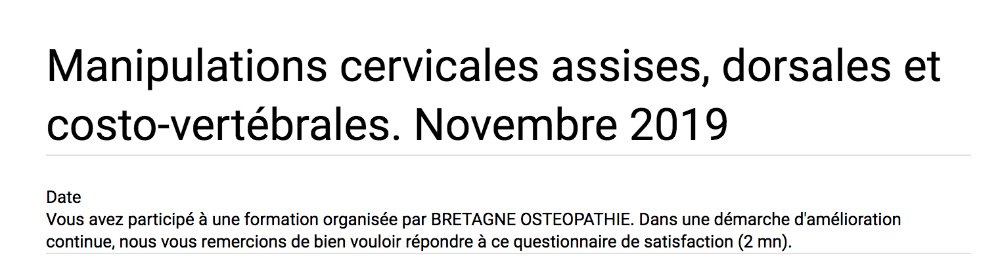 Manipulations cervicales assises, dorsales et
costo-vertébrales. Novembre 2019
Date
Vous avez participé à une formation organisée par BRETAGNE OSTEOPATHIE. Dans une démarche d'amélioration
continue, nous vous remercions de bien vouloir répondre à ce questionnaire de satisfaction (2 mn).